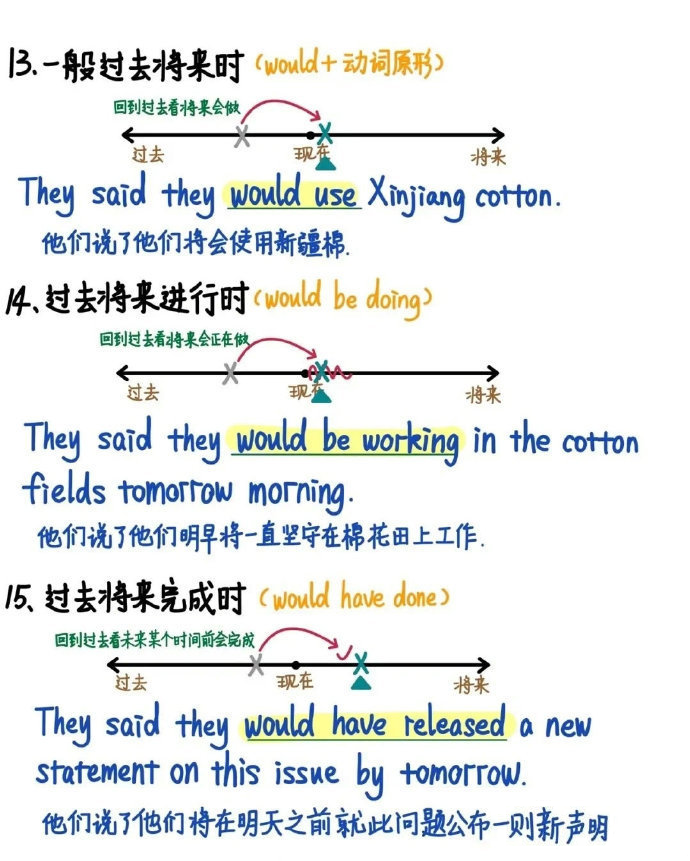 13.一般过去将来时（would＋动词原形）
回到过去看将来会做
过去 现在 将来
They said they would use Xinjiang cotton.
他们说了他们将会使用新疆棉.
14、过去将来进行时（would be doing）
回到过去看将来会正在做
过去 现在 将来
They said they would be working in the cotton
fields tomorrow morning.
他们说了他们明早将一直坚守在棉花田上工作.
15、过去将来完成时（would have done）
回到过去看未来某个时间前会完成
过去 现在 将来
They said they would have released a new
statement on this issue by tomorrow.
他们说了他们将在明天之前就此问题公布一则新声明